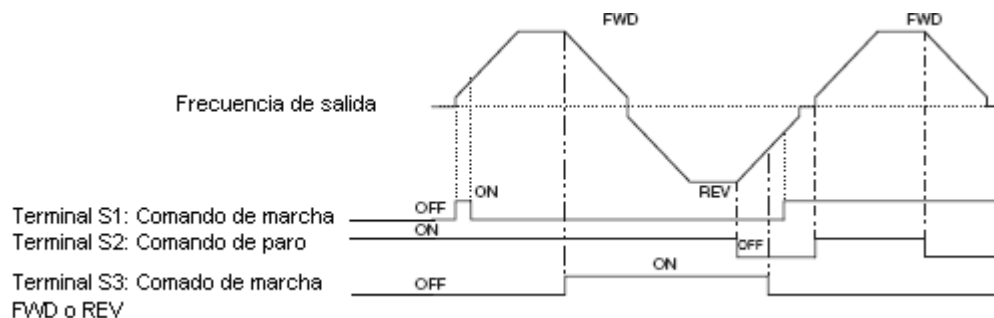 FWD
FWD
Frecuencia de salida
ON
REV
Terminal S1: Comando de marcha
OFF
ON
Terminal S2: Comando de paro
OFF
ON
Terminal S3: Comado de marcha
FWD o REV
OFF